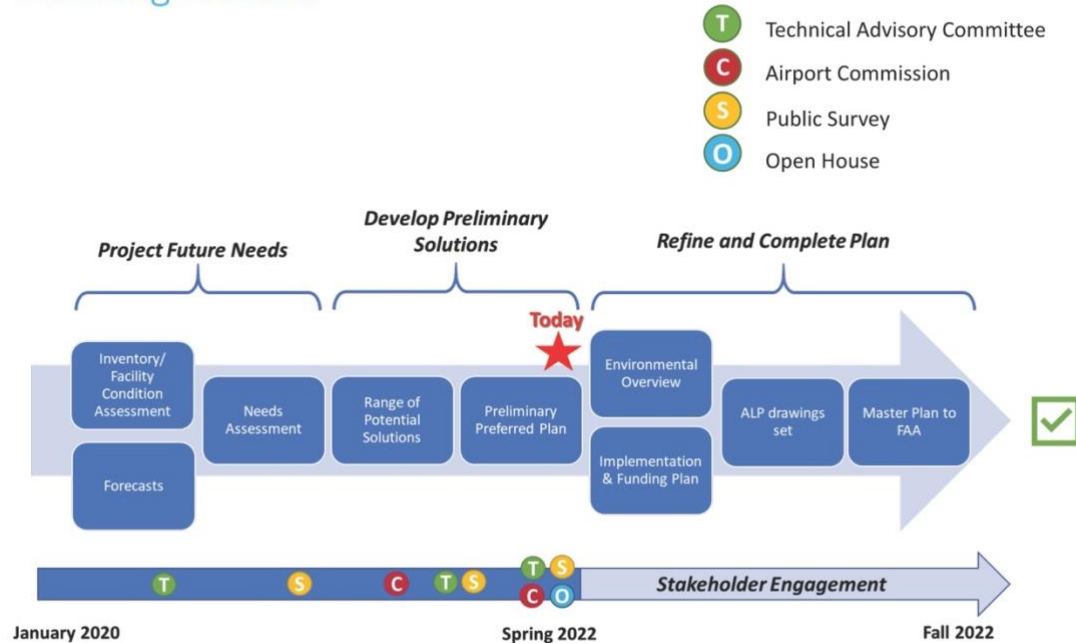 T Technical Advisory Committee
C Airport Commission
S Public Survey
O Open House
Project Future Needs
Develop Preliminary
Solutions
Refine and Complete Plan
Today
Inventory/
Facility
Condition
Assessment
Forecasts
Needs
Assessment
Range of
Potential
Solutions
Preliminary
Preferred Plan
Environmental
Overview
Implementation
& Funding Plan
ALP drawings
set
Master Plan to
FAA
T S C T S T S
C O
Stakeholder Engagement
January 2020 Spring 2022 Fall 2022